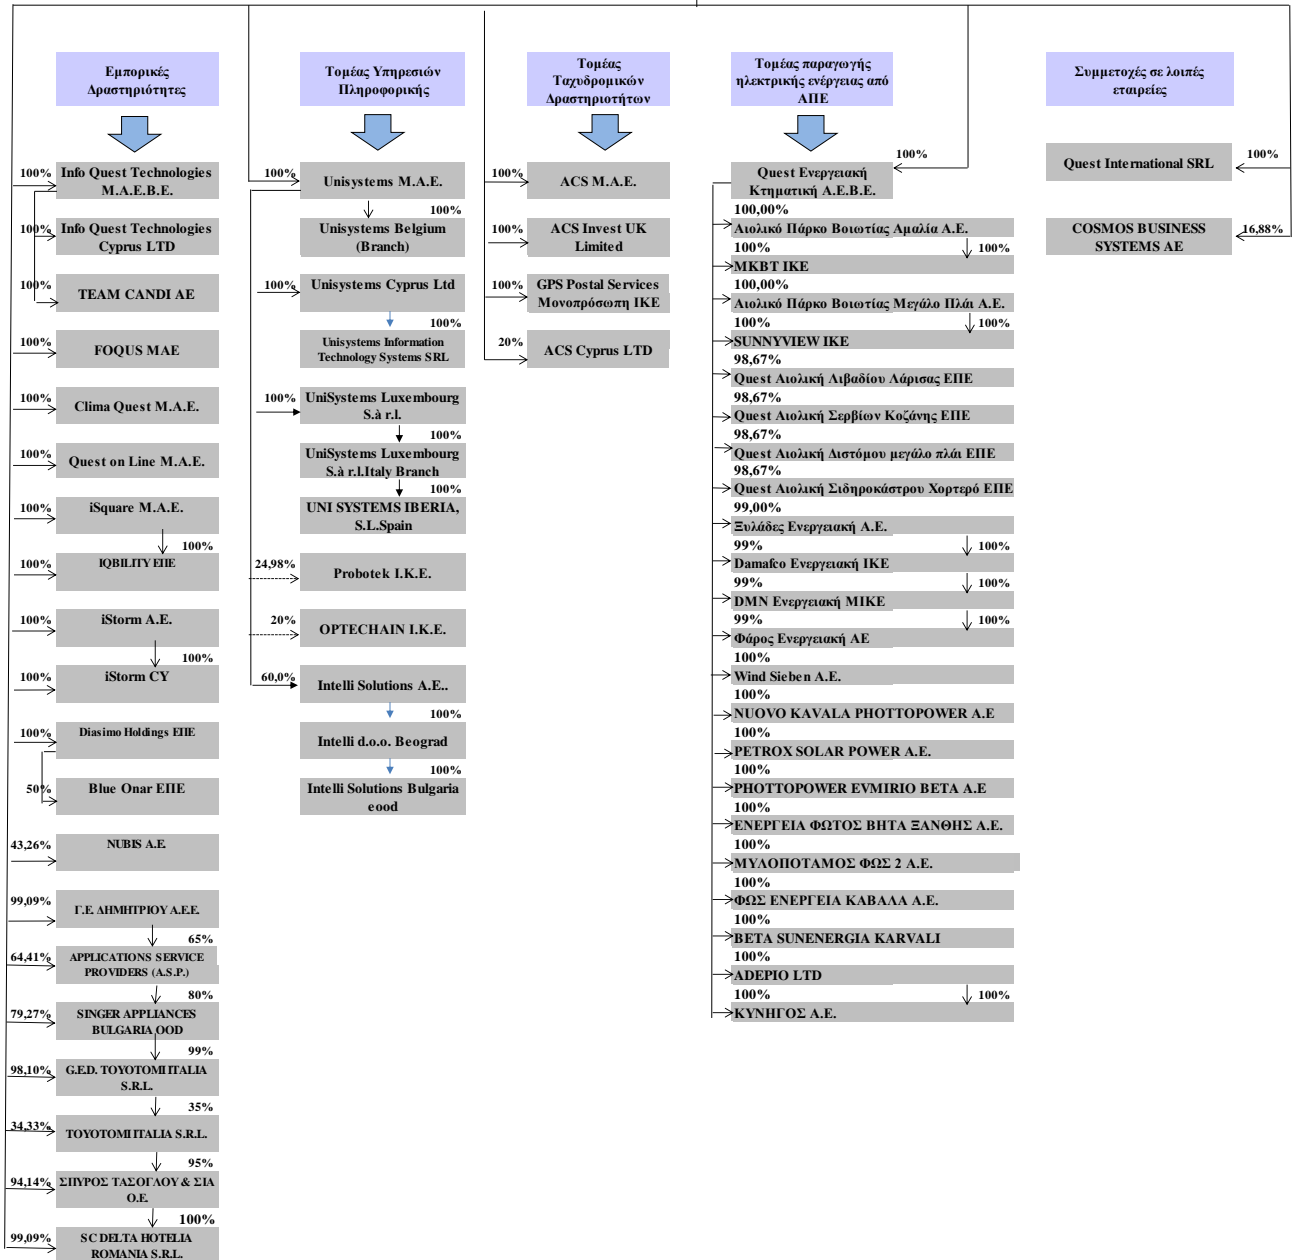 Εμπορικές
Δραστηριότητες
100%
Info Quest Technologies
Μ.Α.Ε.Β.Ε.
100%
Info Quest Technologies
Cyprus LTD
100%
TEAM CANDI AE
100%
FOQUS MAE
100%
Clima Quest Μ.Α.Ε.
100%
Quest on Line Μ.Α.Ε.
100%
iSquare Μ.Α.Ε.
100%
100%
IQBILITY ΕΠΕ
100%
iStorm Α.Ε.
100%
100%
iStorm CY
100%
Diasimo Holdings ΕΠΕ
50%
Blue Onar ΕΠΕ
43,26%
NUBIS Α.Ε.
99,09%
Γ.Ε. ΔΗΜΗΤΡΙΟΥ Α.Ε.Ε.
65%
64,41%
APPLICATIONS SERVICE
PROVIDERS (A.S.P.)
80%
79,27%
SINGER APPLIANCES
BULGARIA OOD
99%
98,10%
G.E.D. TOYOTOMI ITALIA
S.R.L.
35%
34,33%
TOYOTOMI ITALIA S.R.L.
95%
94,14%
ΣΠΥΡΟΣ ΤΑΣΟΓΛΟΥ & ΣΙΑ
Ο.Ε.
100%
99,09%
SC DELTA HOTELIA
ROMANIA S.R.L.
Τομέας Υπηρεσιών
Πληροφορικής
100%
Unisystems Μ.Α.Ε.
100%
Unisystems Belgium
(Branch)
100%
Unisystems Cyprus Ltd
100%
Unisystems Information
Technology Systems SRL
100%
UniSystems Luxembourg
S.à r.l.
100%
UniSystems Luxembourg
S.à r.l.Italy Branch
100%
UNI SYSTEMS IBERIA,
S.L.Spain
24,98%
Probotek Ι.Κ.Ε.
20%
OPTECHAIN Ι.Κ.Ε.
60,0%
Intelli Solutions Α.Ε..
100%
Intelli d.o.o. Beograd
100%
Intelli Solutions Bulgaria
eood
Τομέας
Ταχυδρομικών
Δραστηριοτήτων
100%
ACS Μ.Α.Ε.
100%
ACS Invest UK
Limited
100%
GPS Postal Services
Μονοπρόσωπη ΙΚΕ
20%
ACS Cyprus LTD
Τομέας παραγωγής
ηλεκτρικής ενέργειας από
ΑΠΕ
100%
Quest Ενεργειακή
Κτηματική Α.Ε.Β.Ε.
100,00%
Αιολικό Πάρκο Βοιωτίας Αμαλία Α.Ε.
100% 100%
ΜΚΒΤ ΙΚΕ
100,00%
Αιολικό Πάρκο Βοιωτίας Μεγάλο Πλάι Α.Ε.
100% 100%
SUNNYVIEW ΙΚΕ
98,67%
Quest Αιολική Λιβαδίου Λάρισας ΕΠΕ
98,67%
Quest Αιολική Σερβίων Κοζάνης ΕΠΕ
98,67%
Quest Αιολική Διστόμου μεγάλο πλάι ΕΠΕ
98,67%
Quest Αιολική Σιδηροκάστρου Χορτερό ΕΠΕ
99,00%
Ξυλάδες Ενεργειακή Α.Ε.
99% 100%
Damafco Ενεργειακή ΙΚΕ
99% 100%
DMN Ενεργειακή ΜΙΚΕ
99% 100%
Φάρος Ενεργειακή ΑΕ
100%
Wind Sieben Α.Ε.
100%
NUOVO KAVALA PHOTTOPOWER Α.Ε
100%
PETROX SOLAR POWER Α.Ε.
100%
PHOTTOPOWER EVMIRIO BETA Α.Ε
100%
ΕΝΕΡΓΕΙΑ ΦΩΤΟΣ ΒΗΤΑ ΞΑΝΘΗΣ Α.Ε.
100%
ΜΥΛΟΠΟΤΑΜΟΣ ΦΩΣ 2 Α.Ε.
100%
ΦΩΣ ΕΝΕΡΓΕΙΑ ΚΑΒΑΛΑ Α.Ε.
100%
BETA SUNENERGIA KARVALI
100%
ADEPIO LTD
100% 100%
ΚΥΝΗΓΟΣ Α.Ε.
Συμμετοχές σε λοιπές
εταιρείες
Quest International SRL
100%
COSMOS BUSINESS
SYSTEMS ΑΕ
16,88%